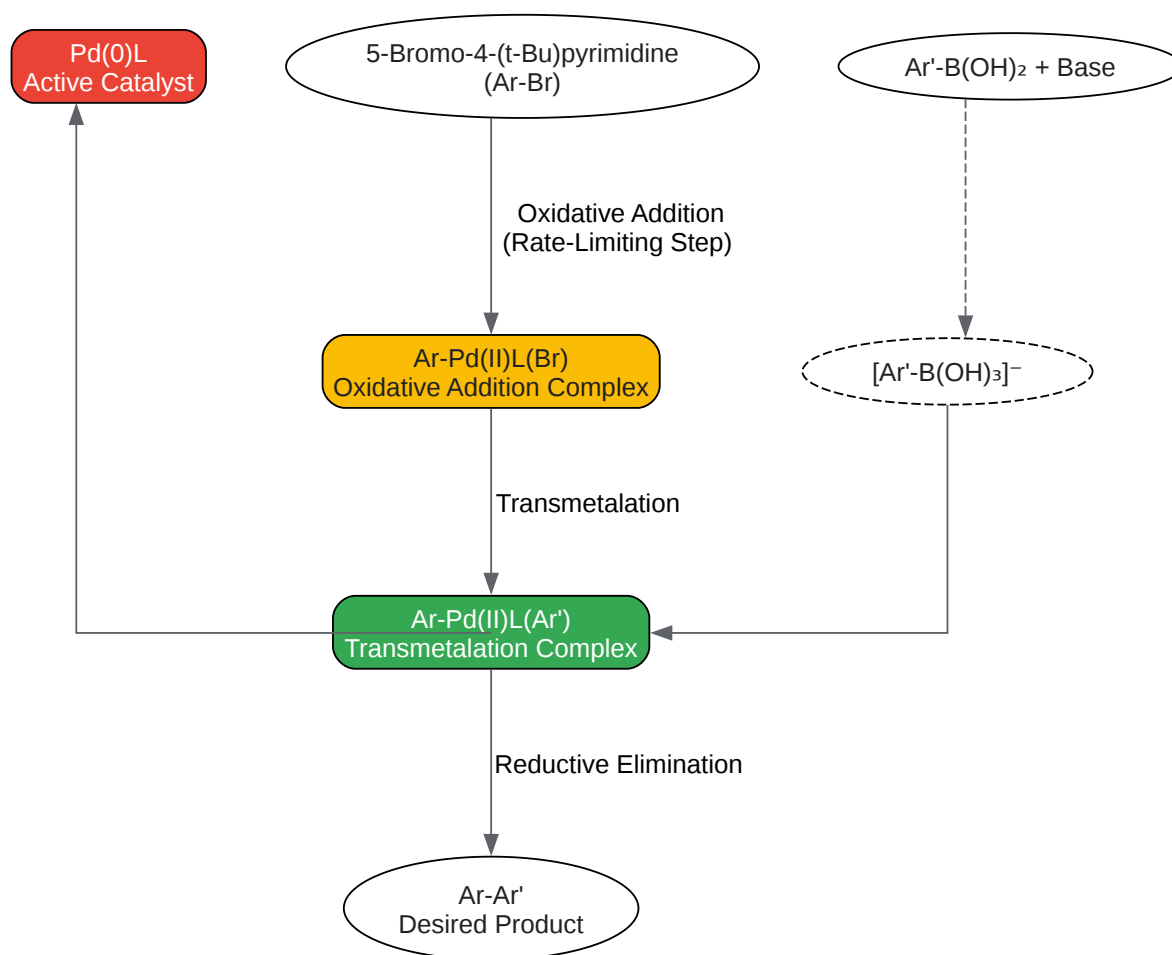 Pd(0)L
Active Catalyst
5-Bromo-4-(t-Bu)pyrimidine
(Ar-Br)
Ar'-B(OH)₂ + Base
Oxidative Addition
(Rate-Limiting Step)
Ar-Pd(II)L(Br)
Oxidative Addition Complex
[Ar'-B(OH)₃]⁻
Transmetalation
Ar-Pd(II)L(Ar')
Transmetalation Complex
Reductive Elimination
Ar-Ar'
Desired Product